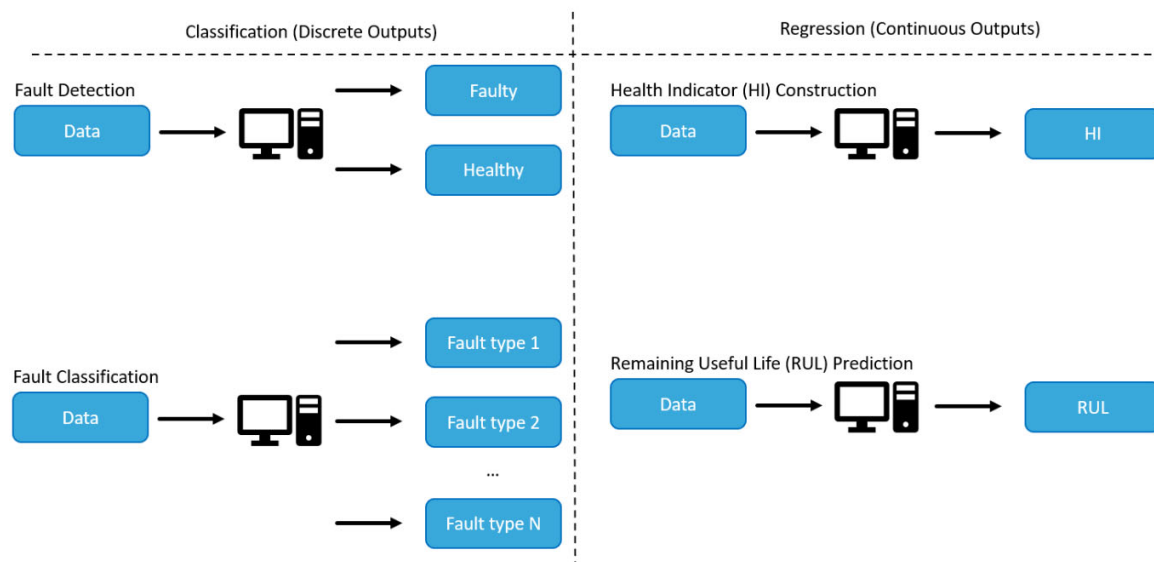 Classification (Discrete Outputs)
Fault Detection
Data
Faulty
Healthy
Fault Classification
Data
Fault type 1
Fault type 2
...
Fault type N
Regression (Continuous Outputs)
Health Indicator (HI) Construction
Data
HI
Remaining Useful Life (RUL) Prediction
Data
RUL